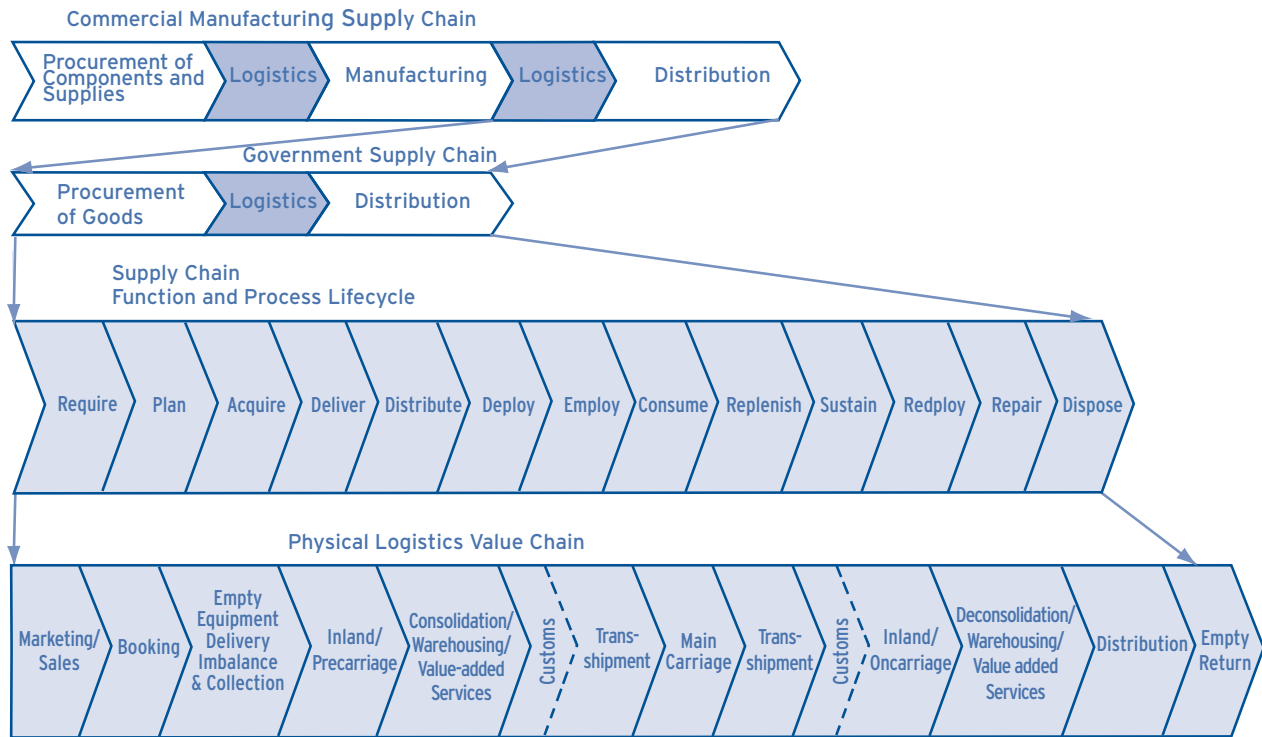 Commercial Manufacturing Supply Chain
Procurement of
Components and
Supplies
Logistics
Manufacturing
Logistics
Distribution
Government Supply Chain
Procurement
of Goods
Logistics
Distribution
Supply Chain
Function and Process Lifecycle
Require
Plan
Acquire
Deliver
Distribute
Deploy
Employ
Consume
Replenish
Sustain
Redploy
Repair
Dispose
Physical Logistics Value Chain
Marketing/
Sales
Booking
Empty
Equipment
Delivery
Imbalance
& Collection
Inland/
Precarriage
Consolidation/
Warehousing/
Value-added
Services
Customs
Trans-
shipment
Main
Carriage
Trans-
shipment
Customs
Inland/
Oncarriage
Deconsolidation/
Warehousing/
Value added
Services
Distribution
Empty
Return